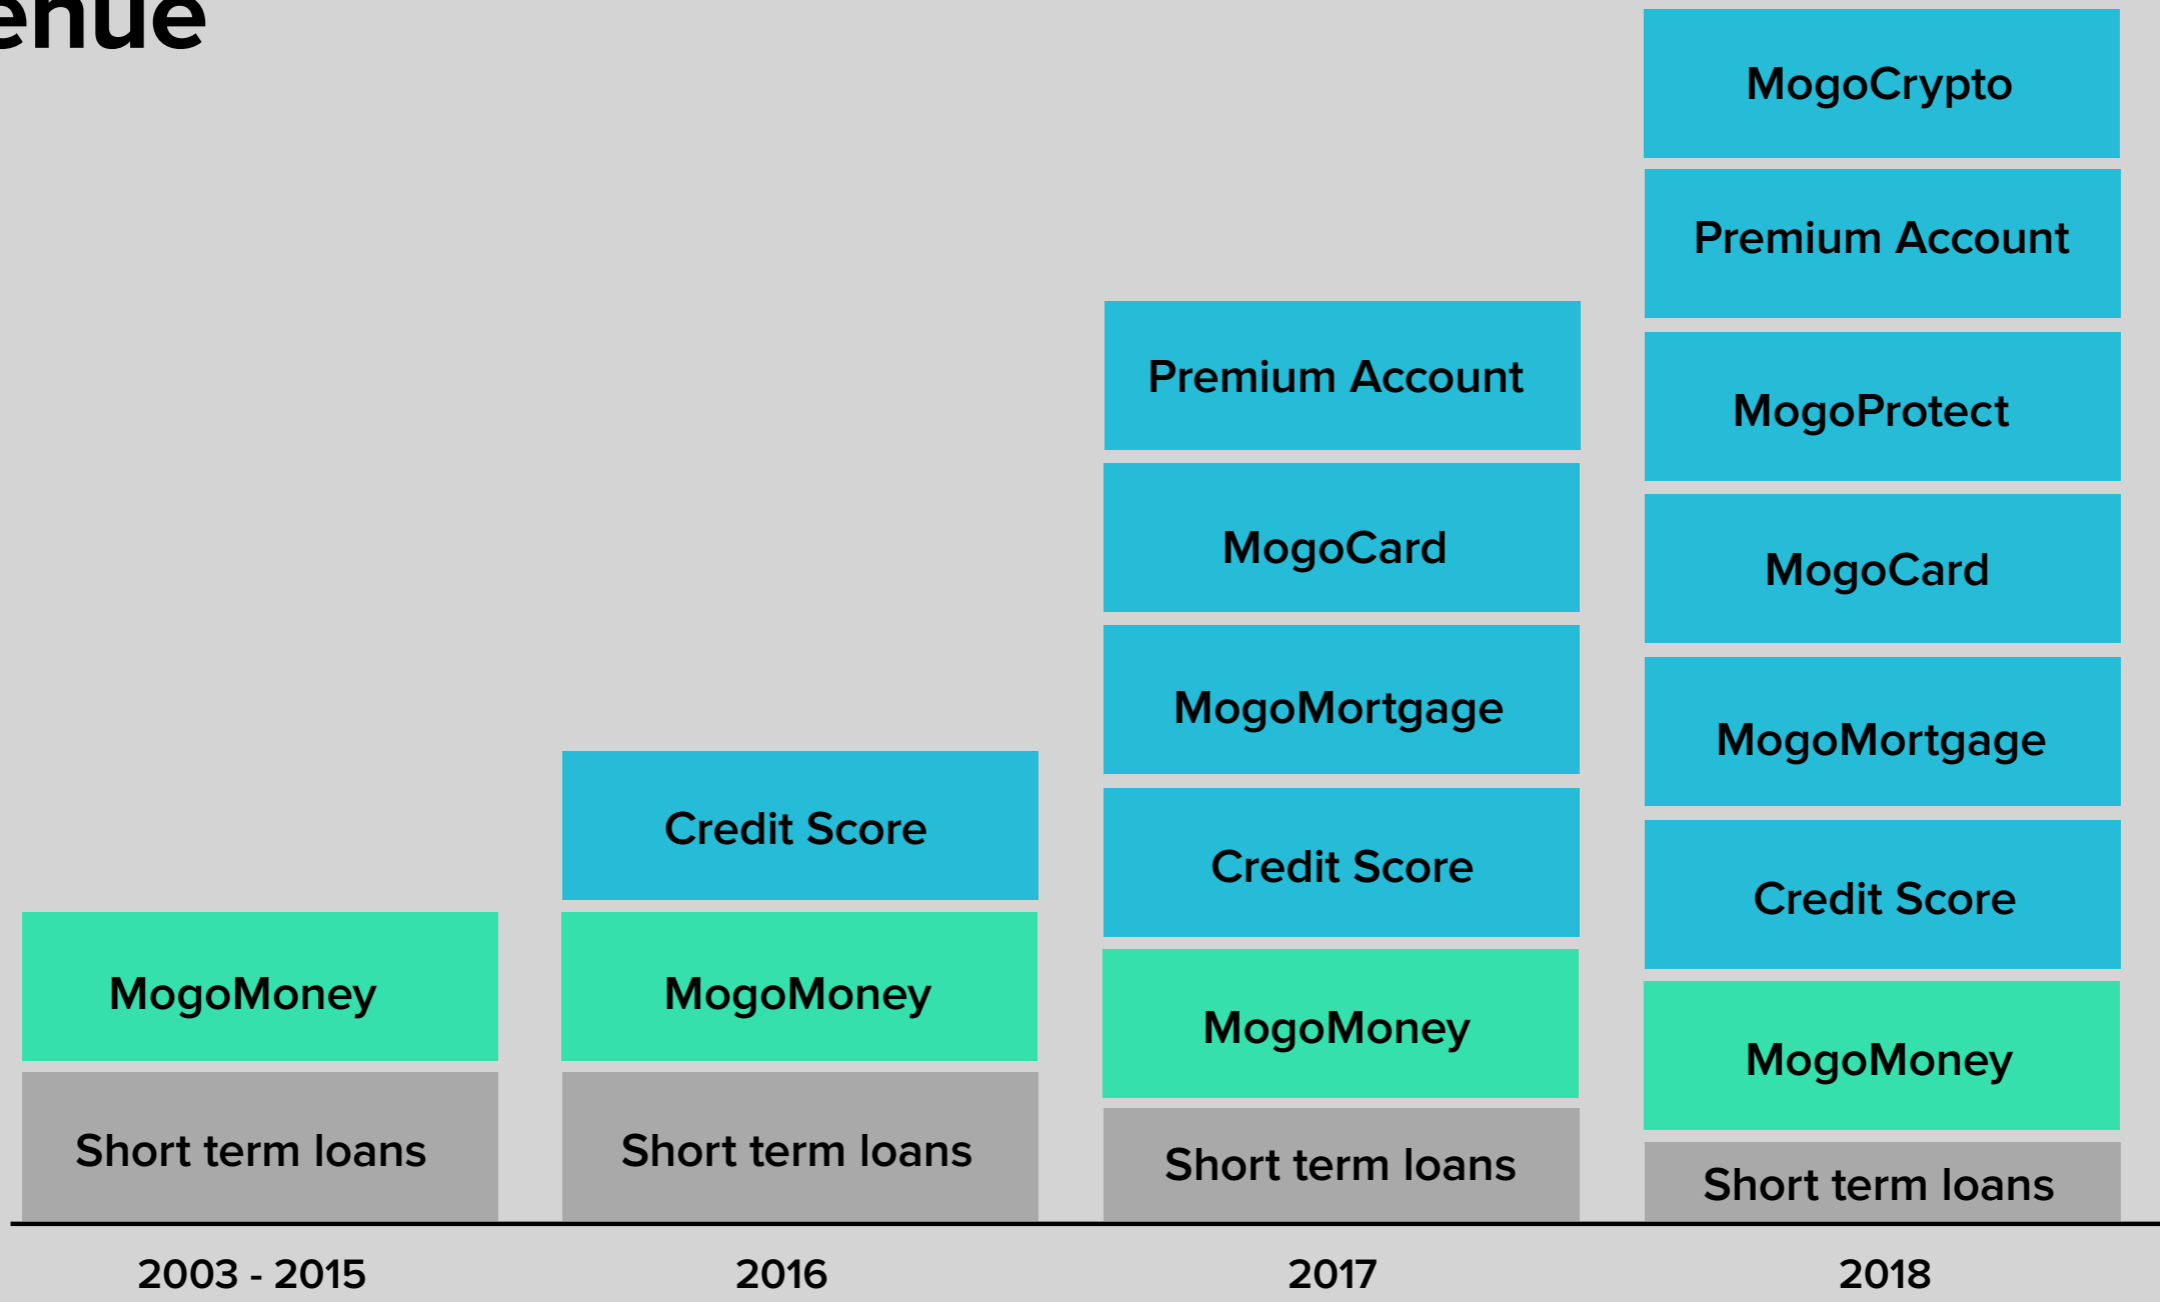 enue
MogoCrypto
Premium Account
MogoProtect
MogoCard
MogoMortgage
Credit Score
MogoMoney
Short term loans
Premium Account
MogoCard
MogoMortgage
Credit Score
MogoMoney
Short term loans
Credit Score
MogoMoney
Short term loans
MogoMoney
Short term loans
2003 - 2015
2016
2017
2018